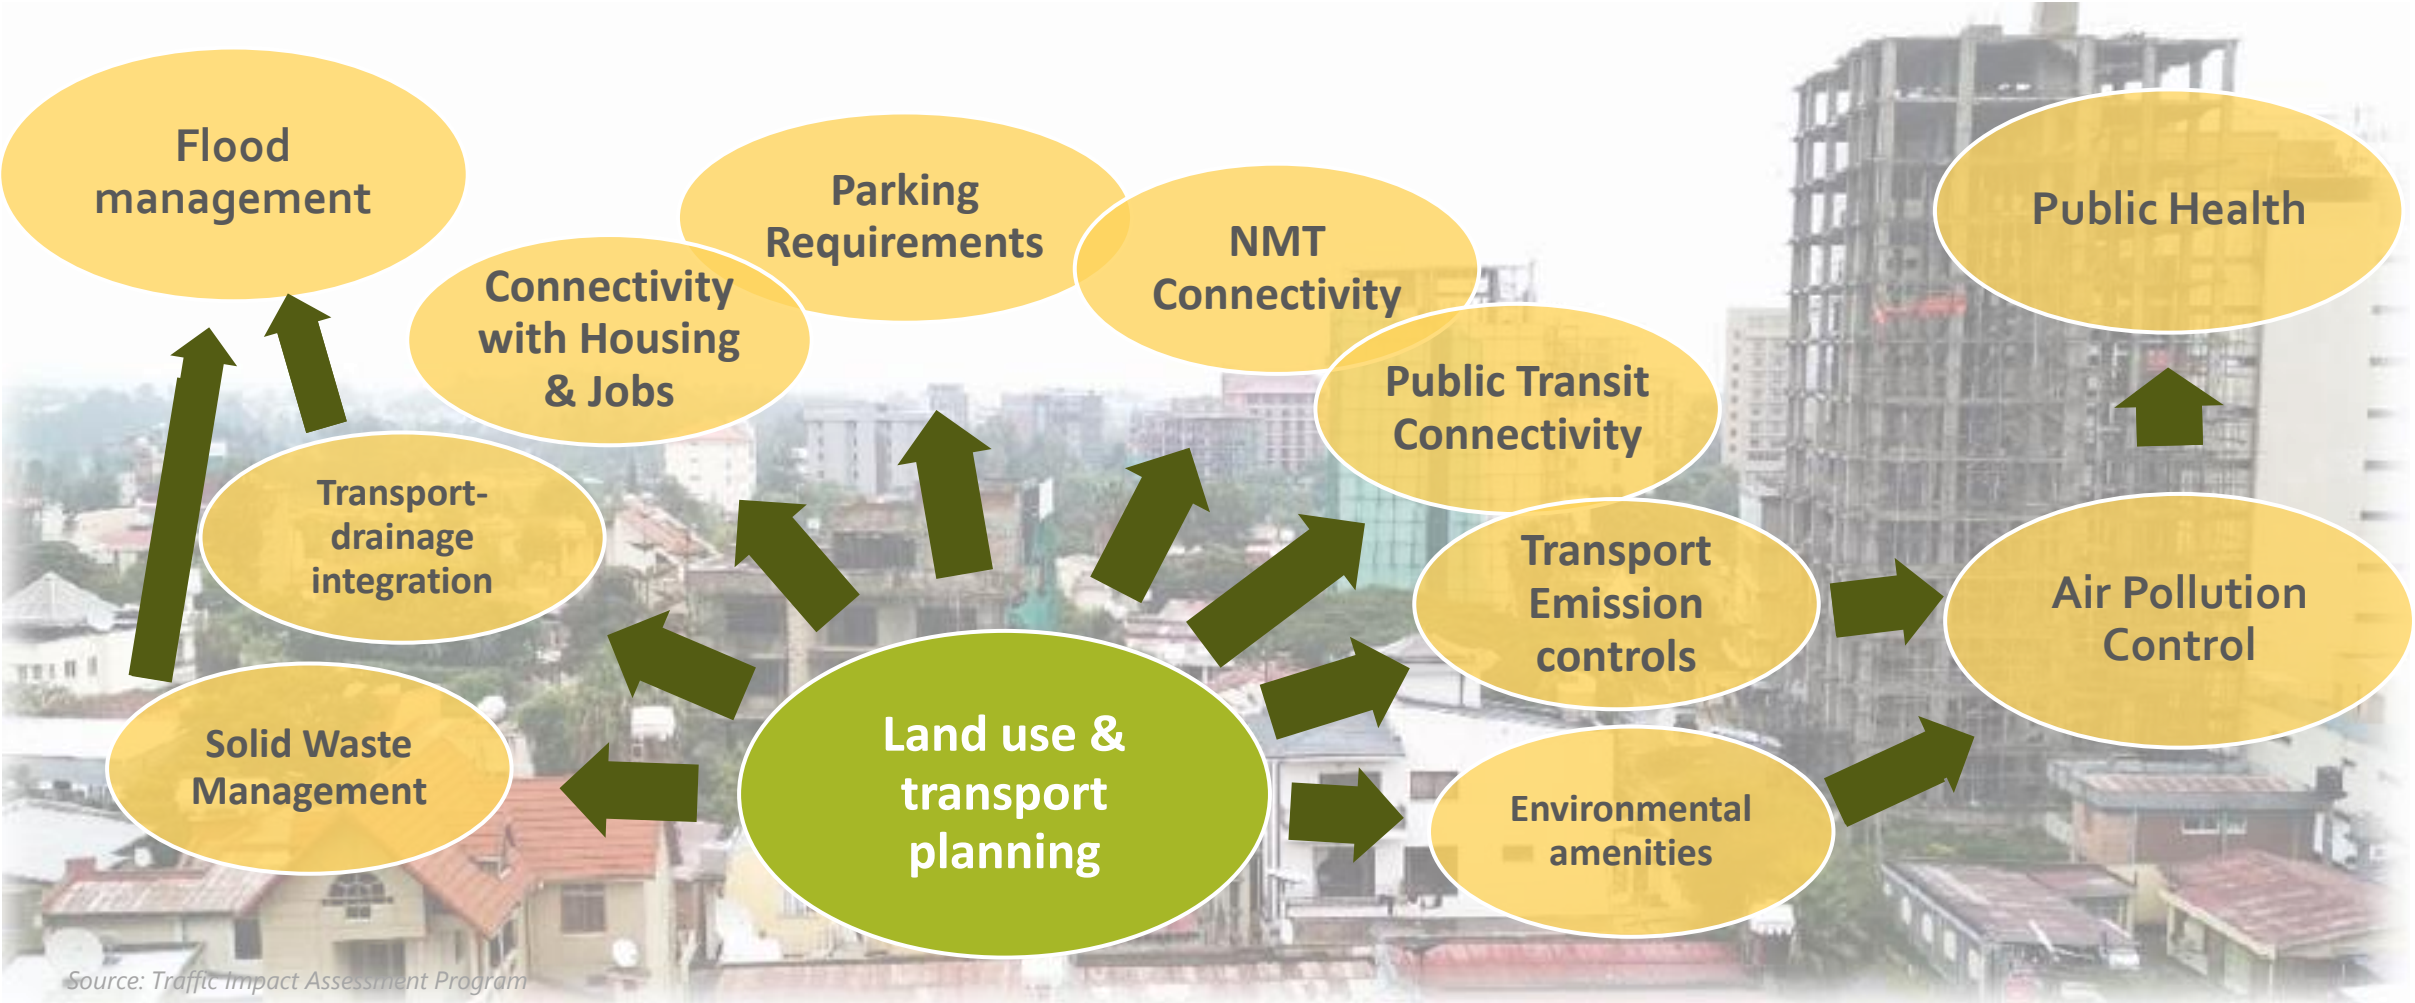 Flood
management
Parking
Requirements
NMT
Connectivity
Public Health
Connectivity
with Housing
& Jobs
Public Transit
Connectivity
Transport-
drainage
integration
Transport
Emission
controls
Air Pollution
Control
Solid Waste
Management
Land use &
transport
planning
Environmental
amenities
Source: Traffic Impact Assessment Program